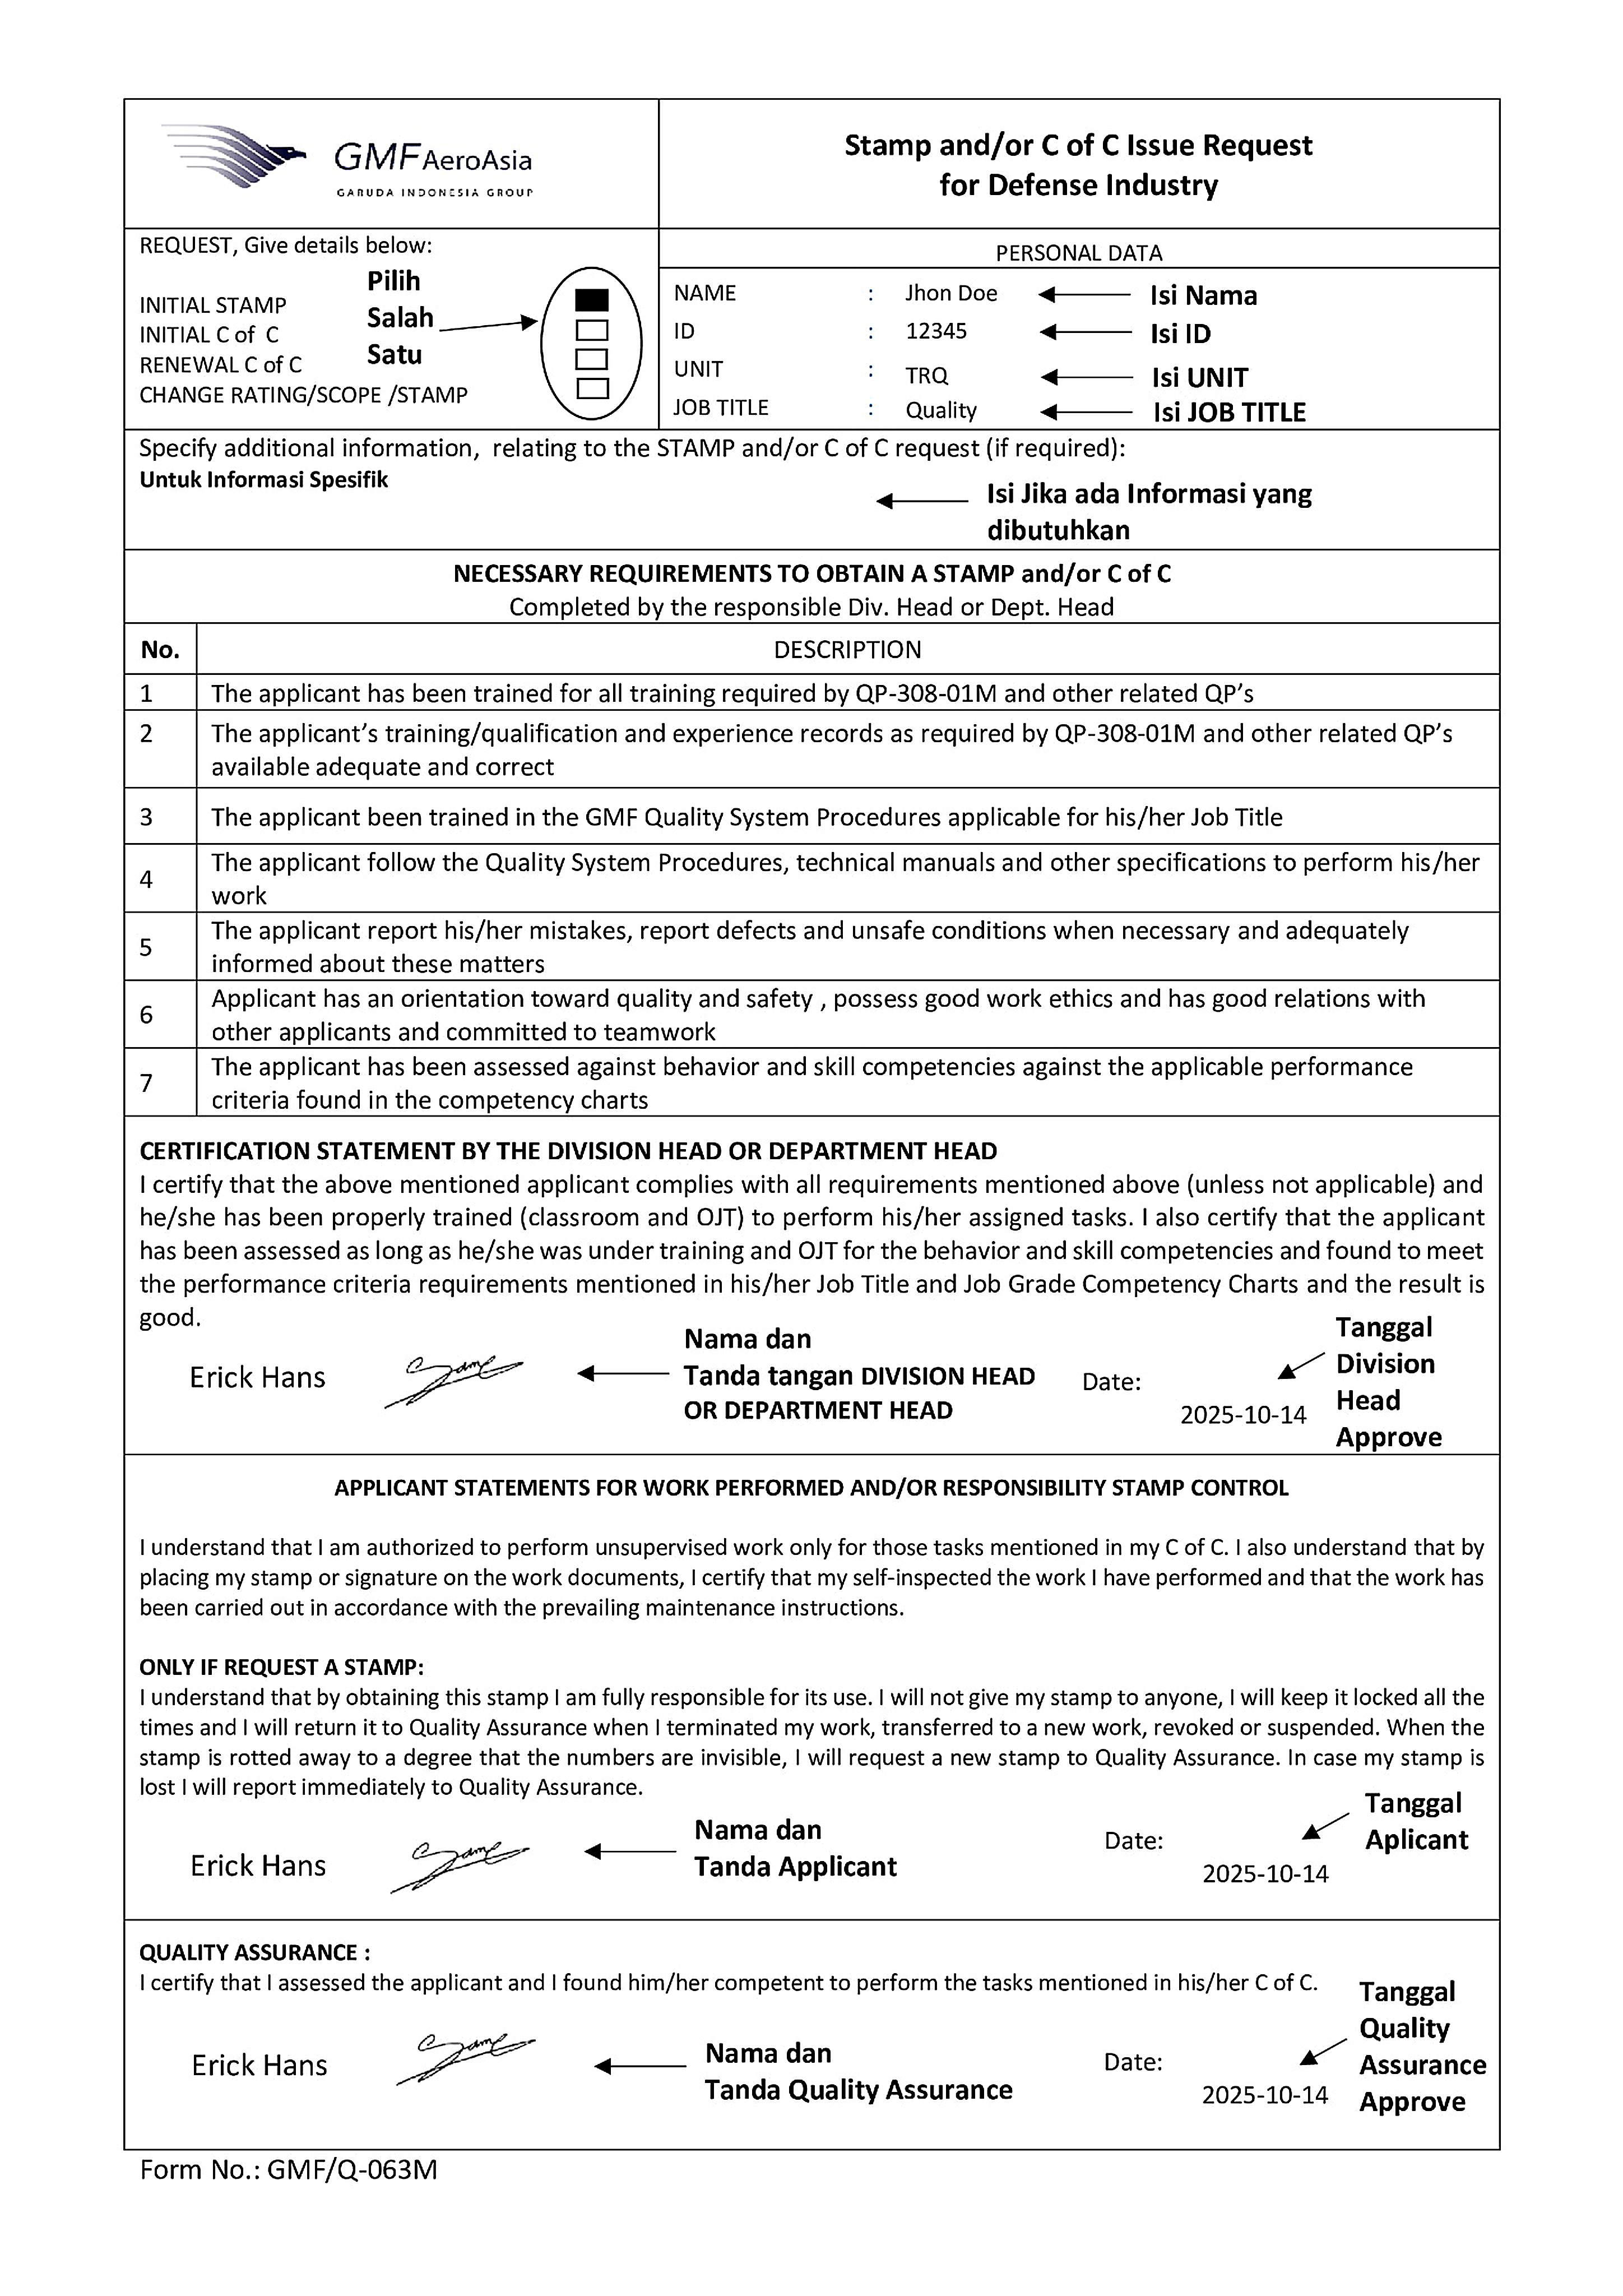 GMF AeroAsia
GARUDA INDONESIA GROUP
Stamp and/or C of C Issue Request
for Defense Industry
REQUEST, Give details below:
Pilih
Salah
Satu
INITIAL STAMP
INITIAL C of C
RENEWAL C of C
CHANGE RATING/SCOPE /STAMP
PERSONAL DATA
NAME : Jhon Doe Isi Nama
ID : 12345 Isi ID
UNIT : TRQ Isi UNIT
JOB TITLE : Quality Isi JOB TITLE
Specify additional information, relating to the STAMP and/or C of C request (if required):
Untuk Informasi Spesifik
Isi Jika ada Informasi yang
dibutuhkan
NECESSARY REQUIREMENTS TO OBTAIN A STAMP and/or C of C
Completed by the responsible Div. Head or Dept. Head
No. DESCRIPTION
1 The applicant has been trained for all training required by QP-308-01M and other related QP’s
2 The applicant’s training/qualification and experience records as required by QP-308-01M and other related QP’s
available adequate and correct
3 The applicant been trained in the GMF Quality System Procedures applicable for his/her Job Title
4 The applicant follow the Quality System Procedures, technical manuals and other specifications to perform his/her
work
5 The applicant report his/her mistakes, report defects and unsafe conditions when necessary and adequately
informed about these matters
6 Applicant has an orientation toward quality and safety , possess good work ethics and has good relations with
other applicants and committed to teamwork
7 The applicant has been assessed against behavior and skill competencies against the applicable performance
criteria found in the competency charts
CERTIFICATION STATEMENT BY THE DIVISION HEAD OR DEPARTMENT HEAD
I certify that the above mentioned applicant complies with all requirements mentioned above (unless not applicable) and
he/she has been properly trained (classroom and OJT) to perform his/her assigned tasks. I also certify that the applicant
has been assessed as long as he/she was under training and OJT for the behavior and skill competencies and found to meet
the performance criteria requirements mentioned in his/her Job Title and Job Grade Competency Charts and the result is
good.
Erick Hans
Nama dan
Tanda tangan DIVISION HEAD
OR DEPARTMENT HEAD
Date:
2025-10-14
Tanggal
Division
Head
Approve
APPLICANT STATEMENTS FOR WORK PERFORMED AND/OR RESPONSIBILITY STAMP CONTROL
I understand that I am authorized to perform unsupervised work only for those tasks mentioned in my C of C. I also understand that by
placing my stamp or signature on the work documents, I certify that my self-inspected the work I have performed and that the work has
been carried out in accordance with the prevailing maintenance instructions.
ONLY IF REQUEST A STAMP:
I understand that by obtaining this stamp I am fully responsible for its use. I will not give my stamp to anyone, I will keep it locked all the
times and I will return it to Quality Assurance when I terminated my work, transferred to a new work, revoked or suspended. When the
stamp is rotted away to a degree that the numbers are invisible, I will request a new stamp to Quality Assurance. In case my stamp is
lost I will report immediately to Quality Assurance.
Erick Hans
Nama dan
Tanda Applicant
Date:
2025-10-14
Tanggal
Aplicant
QUALITY ASSURANCE :
I certify that I assessed the applicant and I found him/her competent to perform the tasks mentioned in his/her C of C.
Erick Hans
Nama dan
Tanda Quality Assurance
Date:
2025-10-14
Tanggal
Quality
Assurance
Approve
Form No.: GMF/Q-063M